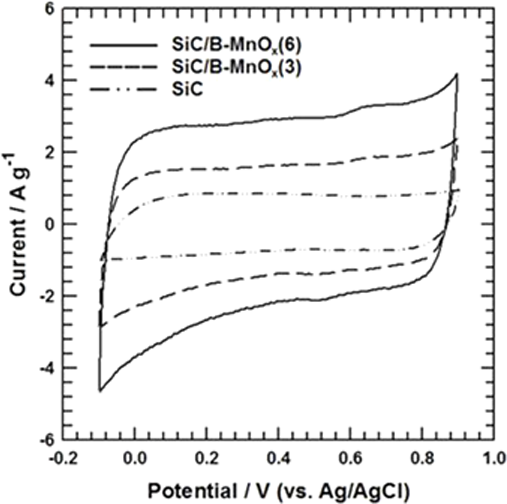 6
4
2
0
-2
-4
-6
Current / A g-1
SiC/B-MnOx(6)
SiC/B-MnOx(3)
SiC
-0.2 0.0 0.2 0.4 0.6 0.8 1.0
Potential / V (vs. Ag/AgCl)